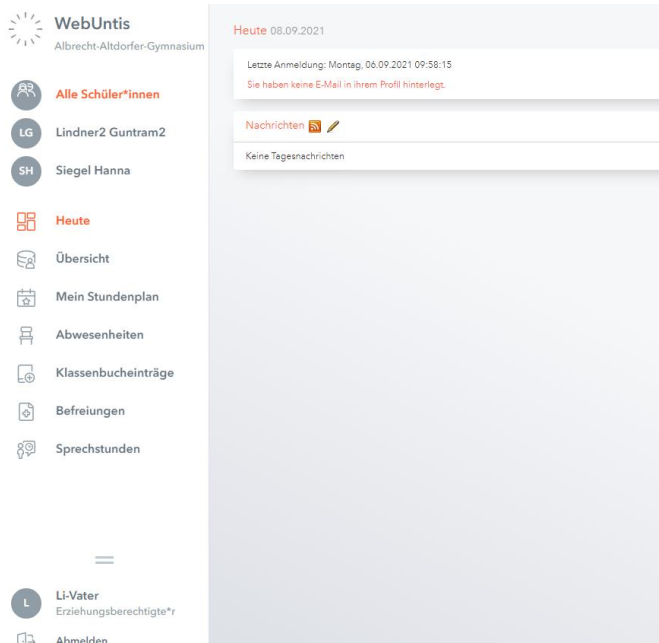 WebUntis
Albrecht-Altdorfer-Gymnasium
Alle Schüler*innen
LG Lindner2 Guntram2
SH Siegel Hanna
Heute
Übersicht
Mein Stundenplan
Abwesenheiten
Klassenbucheinträge
Befreiungen
Sprechstunden
L Li-Vater
Erziehungsberechtigte*r
Abmelden
Heute 08.09.2021
Letzte Anmeldung: Montag, 06.09.2021 09:58:15
Sie haben keine E-Mail in ihrem Profil hinterlegt.
Nachrichten
Keine Tagesnachrichten